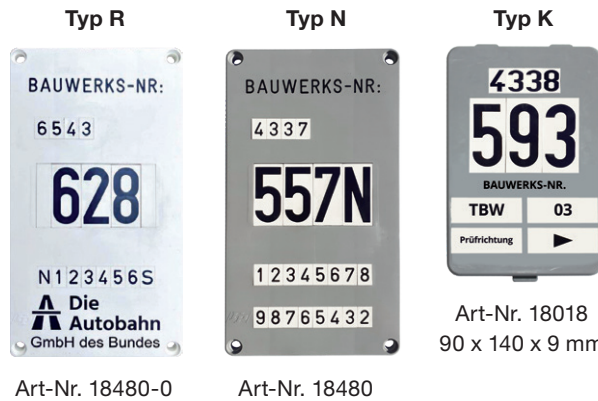 Typ R
BAUWERKS-NR:
6543
628
N123456S
Die
Autobahn
GmbH des Bundes
Art-Nr. 18480-0
Typ N
BAUWERKS-NR:
4337
557N
12345678
98765432
Art-Nr. 18480
Typ K
4338
593
BAUWERKS-NR.
TBW 03
Prüfrichtung
Art-Nr. 18018
90 x 140 x 9 mm